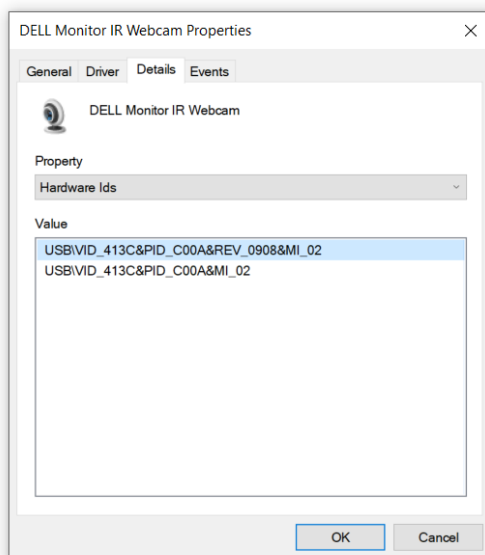 DELL Monitor IR Webcam Properties
General Driver Details Events
DELL Monitor IR Webcam
Property
Hardware Ids
Value
USB\VID_413C&PID_C00A&REV_0908&MI_02
USB\VID_413C&PID_C00A&MI_02
OK Cancel